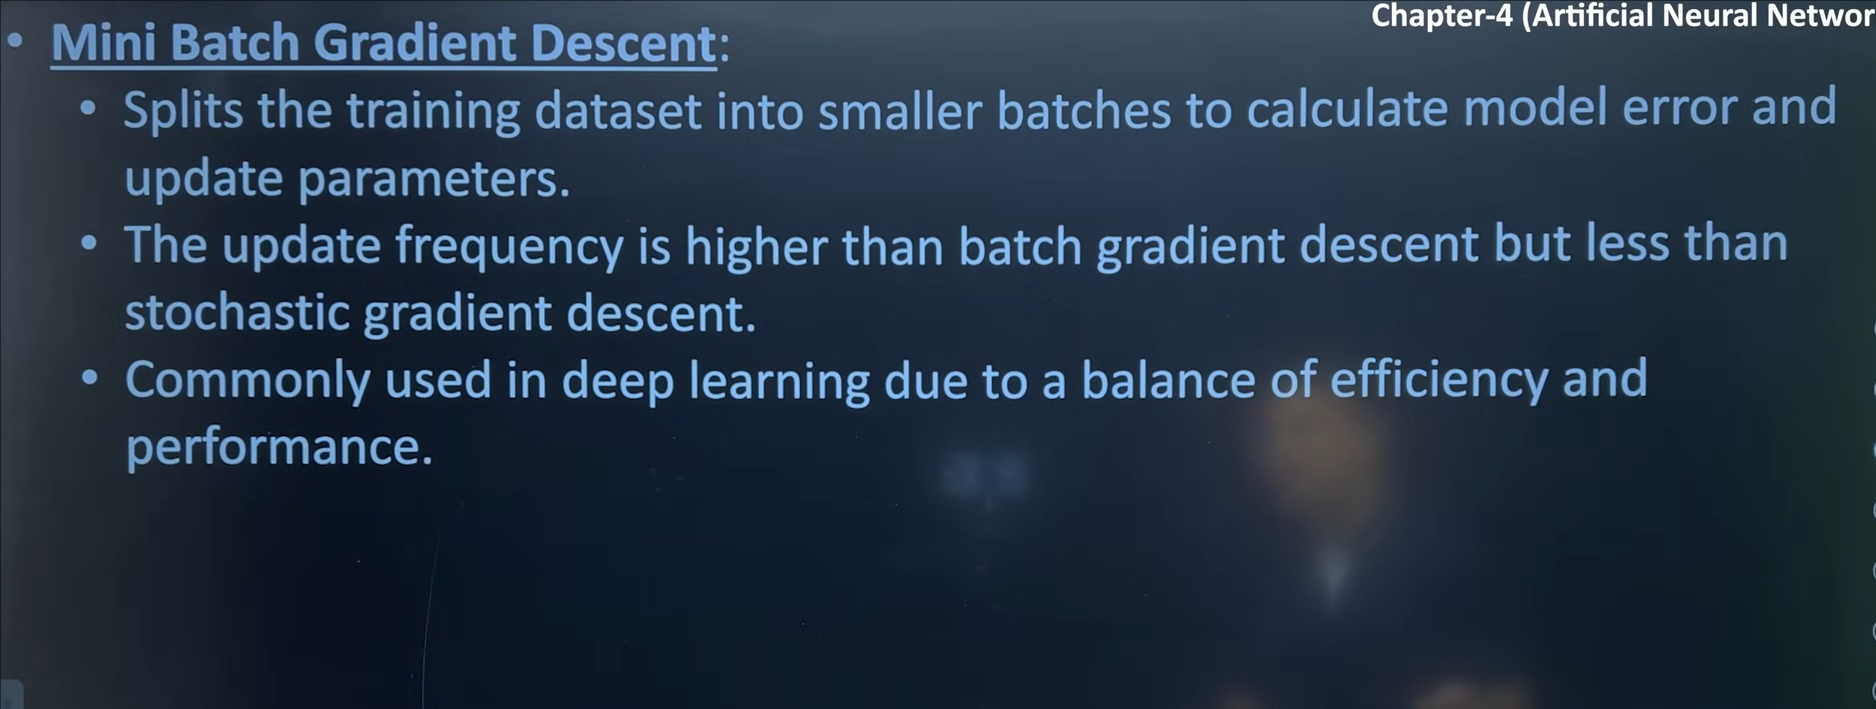 Chapter-4 (Artificial Neural Networ
• Mini Batch Gradient Descent:
• Splits the training dataset into smaller batches to calculate model error and
update parameters.
• The update frequency is higher than batch gradient descent but less than
stochastic gradient descent.
• Commonly used in deep learning due to a balance of efficiency and
performance.